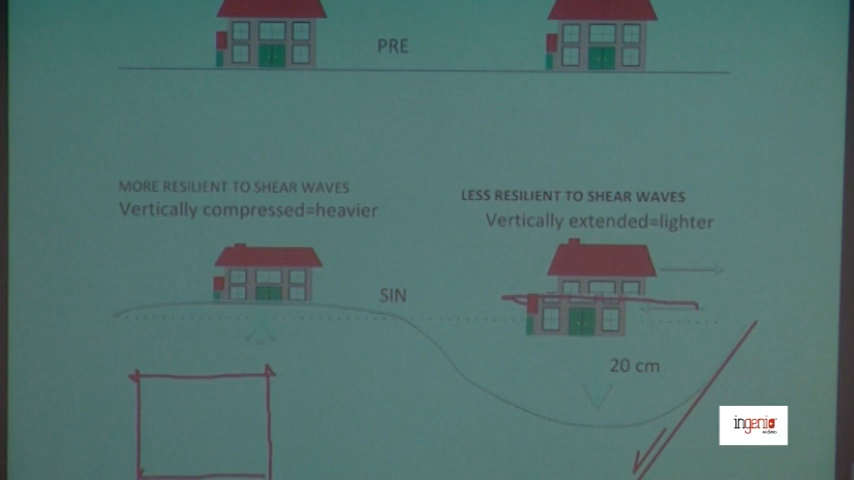 PRE
MORE RESILIENT TO SHEAR WAVES
Vertically compressed=heavier
LESS RESILIENT TO SHEAR WAVES
Vertically extended=lighter
SIN
20 cm
ingenio